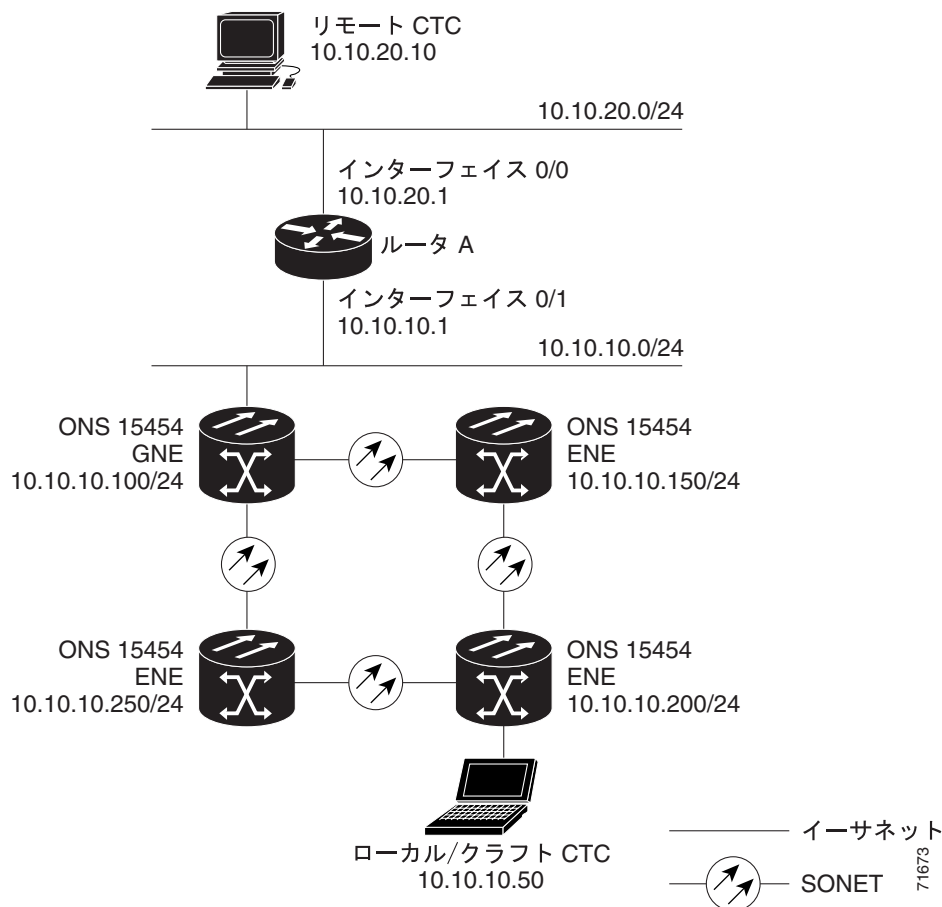 リモート CTC
10.10.20.10
10.10.20.0/24
インターフェイス 0/0
10.10.20.1
ルータ A
インターフェイス 0/1
10.10.10.1
10.10.10.0/24
ONS 15454
GNE
10.10.10.100/24
ONS 15454
ENE
10.10.10.150/24
ONS 15454
ENE
10.10.10.250/24
ONS 15454
ENE
10.10.10.200/24
ローカル/クラフト CTC
10.10.10.50
イーサネット
SONET
71673